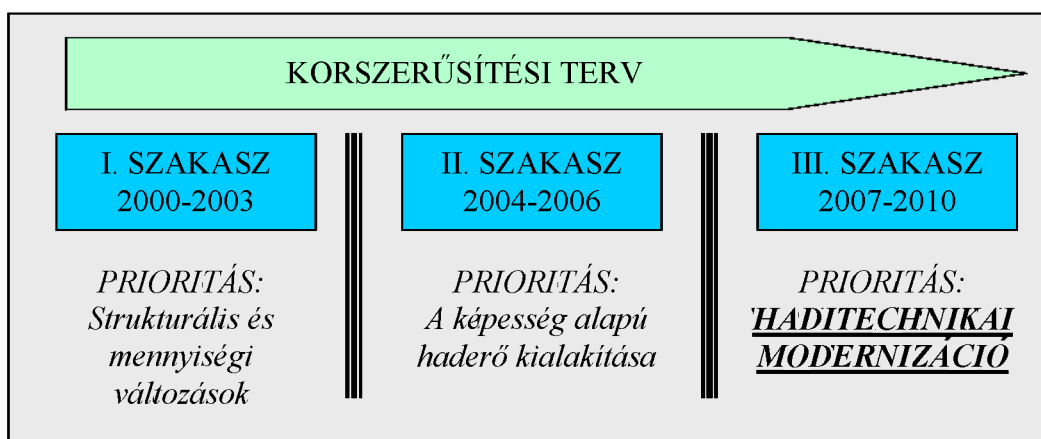 KORSZERŰSÍTÉSI TERV
I. SZAKASZ
2000-2003
PRIORITÁS:
Strukturális és
mennyiségi
változások
II. SZAKASZ
2004-2006
PRIORITÁS:
A képesség alapú
haderő kialakítása
III. SZAKASZ
2007-2010
PRIORITÁS:
HADITECHNIKAI
MODERNIZÁCIÓ